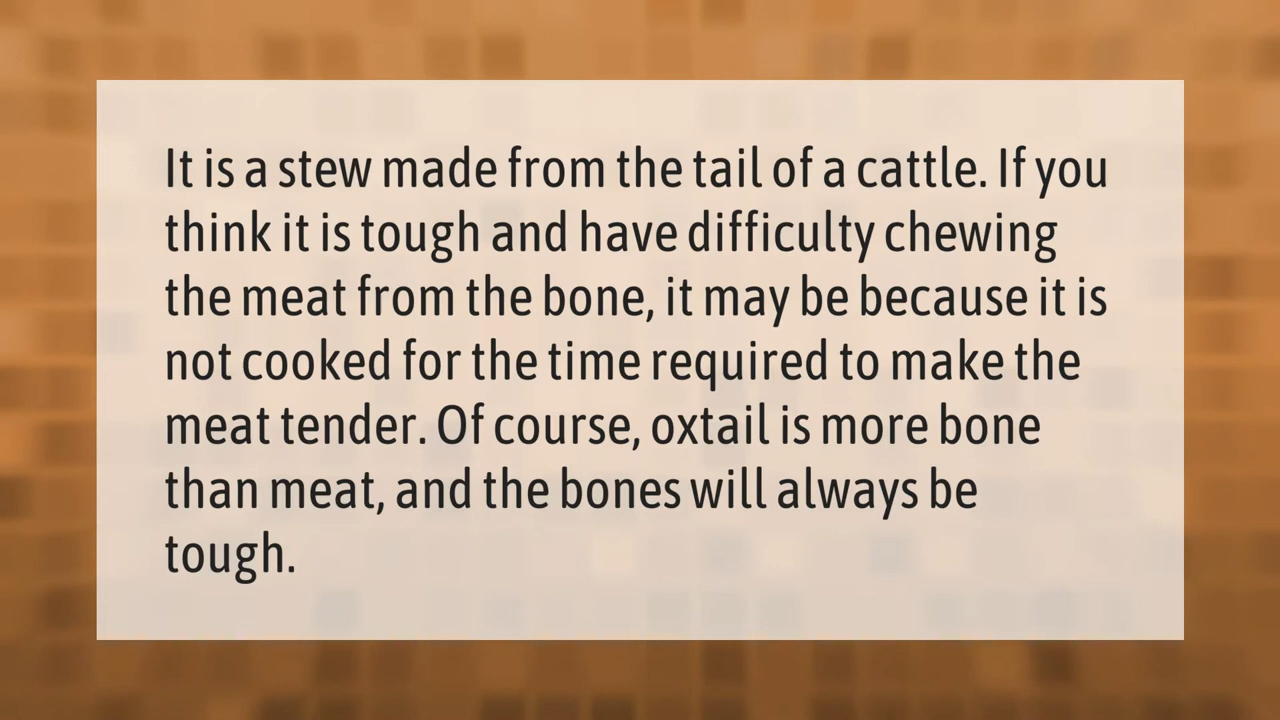 It is a stew made from the tail of a cattle. If you
think it is tough and have difficulty chewing
the meat from the bone, it may be because it is
not cooked for the time required to make the
meat tender. Of course, oxtail is more bone
than meat, and the bones will always be
tough.